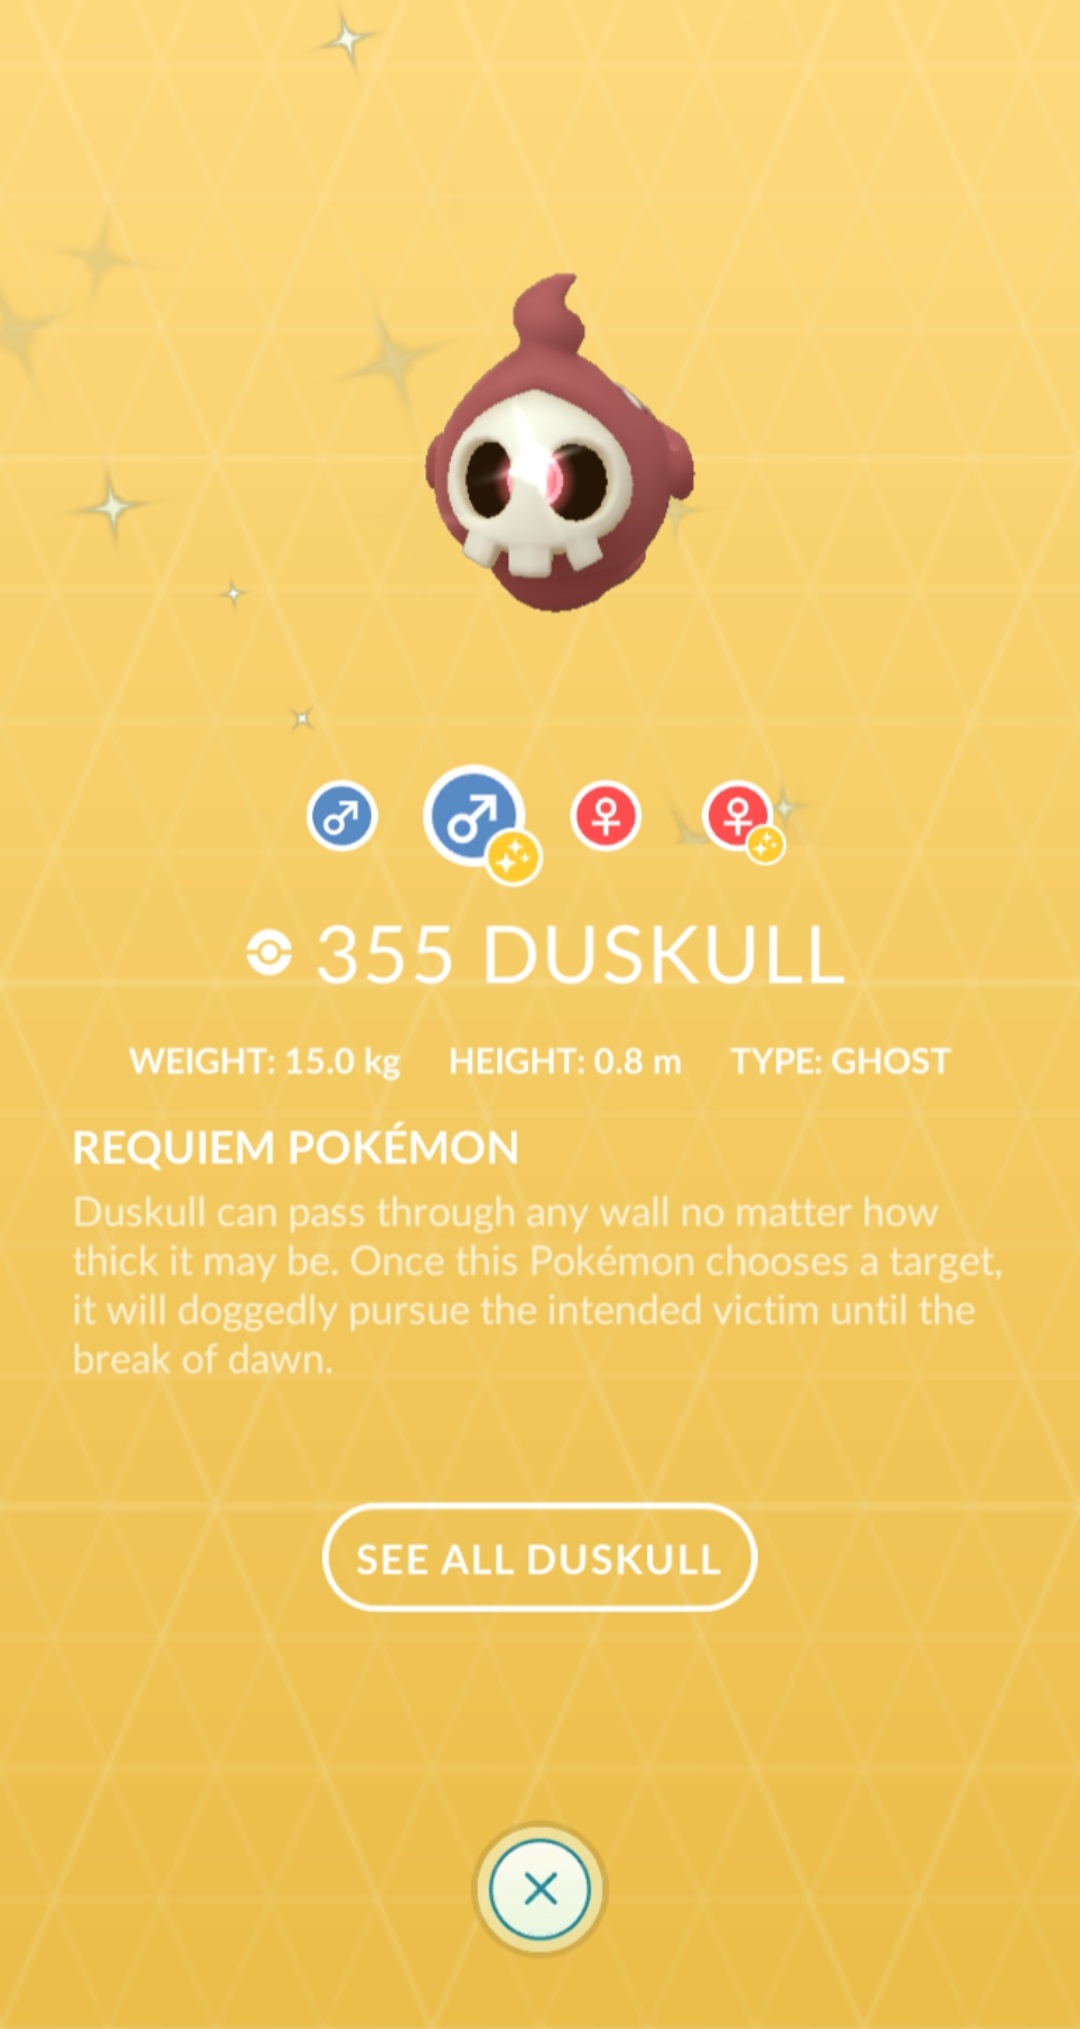 355 DUSKULL
WEIGHT: 15.0 kg HEIGHT: 0.8 m TYPE: GHOST
REQUIEM POKÉMON
Duskull can pass through any wall no matter how
thick it may be. Once this Pokémon chooses a target,
it will doggedly pursue the intended victim until the
break of dawn.
SEE ALL DUSKULL